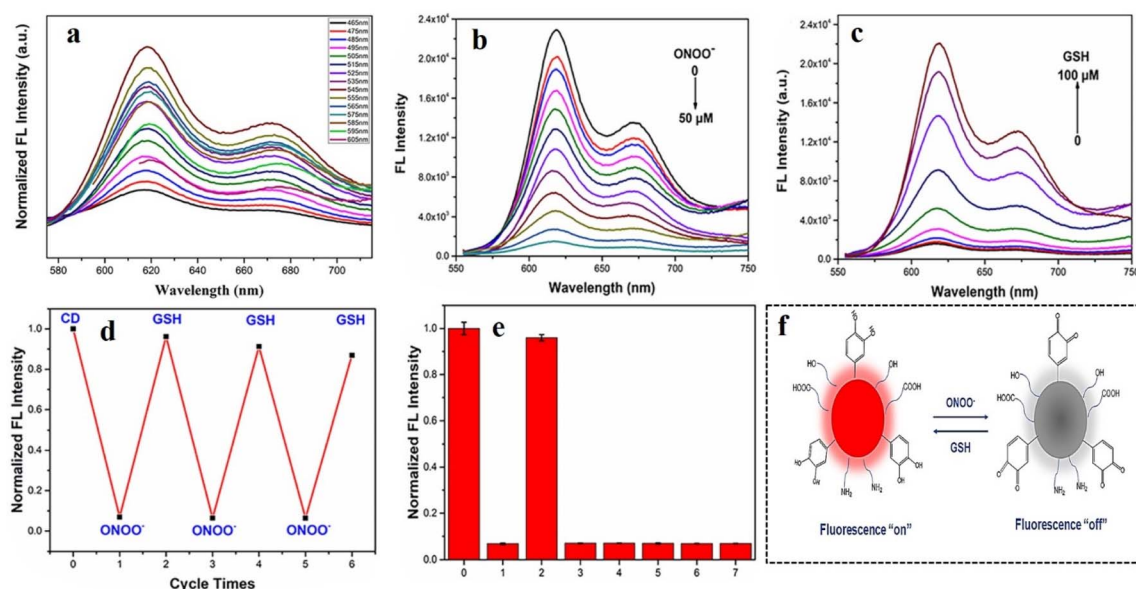 a
465nm
475nm
485nm
495nm
505nm
515nm
525nm
535nm
545nm
555nm
565nm
575nm
585nm
595nm
605nm
Normalized FL Intensity (a.u.)
580 600 620 640 660 680 700
Wavelength (nm)
b
ONOO⁻
0
50 μM
FL Intensity
2.4x10⁴
2.0x10⁴
1.6x10⁴
1.2x10⁴
8.0x10³
4.0x10³
0.0
550 600 650 700 750
Wavelength (nm)
c
GSH
100 μM
0
FL Intensity (a.u.)
2.4x10⁴
2.0x10⁴
1.6x10⁴
1.2x10⁴
8.0x10³
4.0x10³
0.0
550 600 650 700 750
Wavelength (nm)
d
CD GSH GSH GSH
ONOO⁻ ONOO⁻ ONOO⁻
Normalized FL Intensity
1.0
0.8
0.6
0.4
0.2
0.0
0 1 2 3 4 5 6
Cycle Times
e
Normalized FL Intensity
1.0
0.8
0.6
0.4
0.2
0.0
0 1 2 3 4 5 6 7
f
HO OH
HOOC COOH
OH OH
NH₂ NH₂
ONOO⁻
GSH
O O
HO OH
HOOC COOH
O O O O
NH₂ NH₂
Fluorescence "on"
Fluorescence "off"